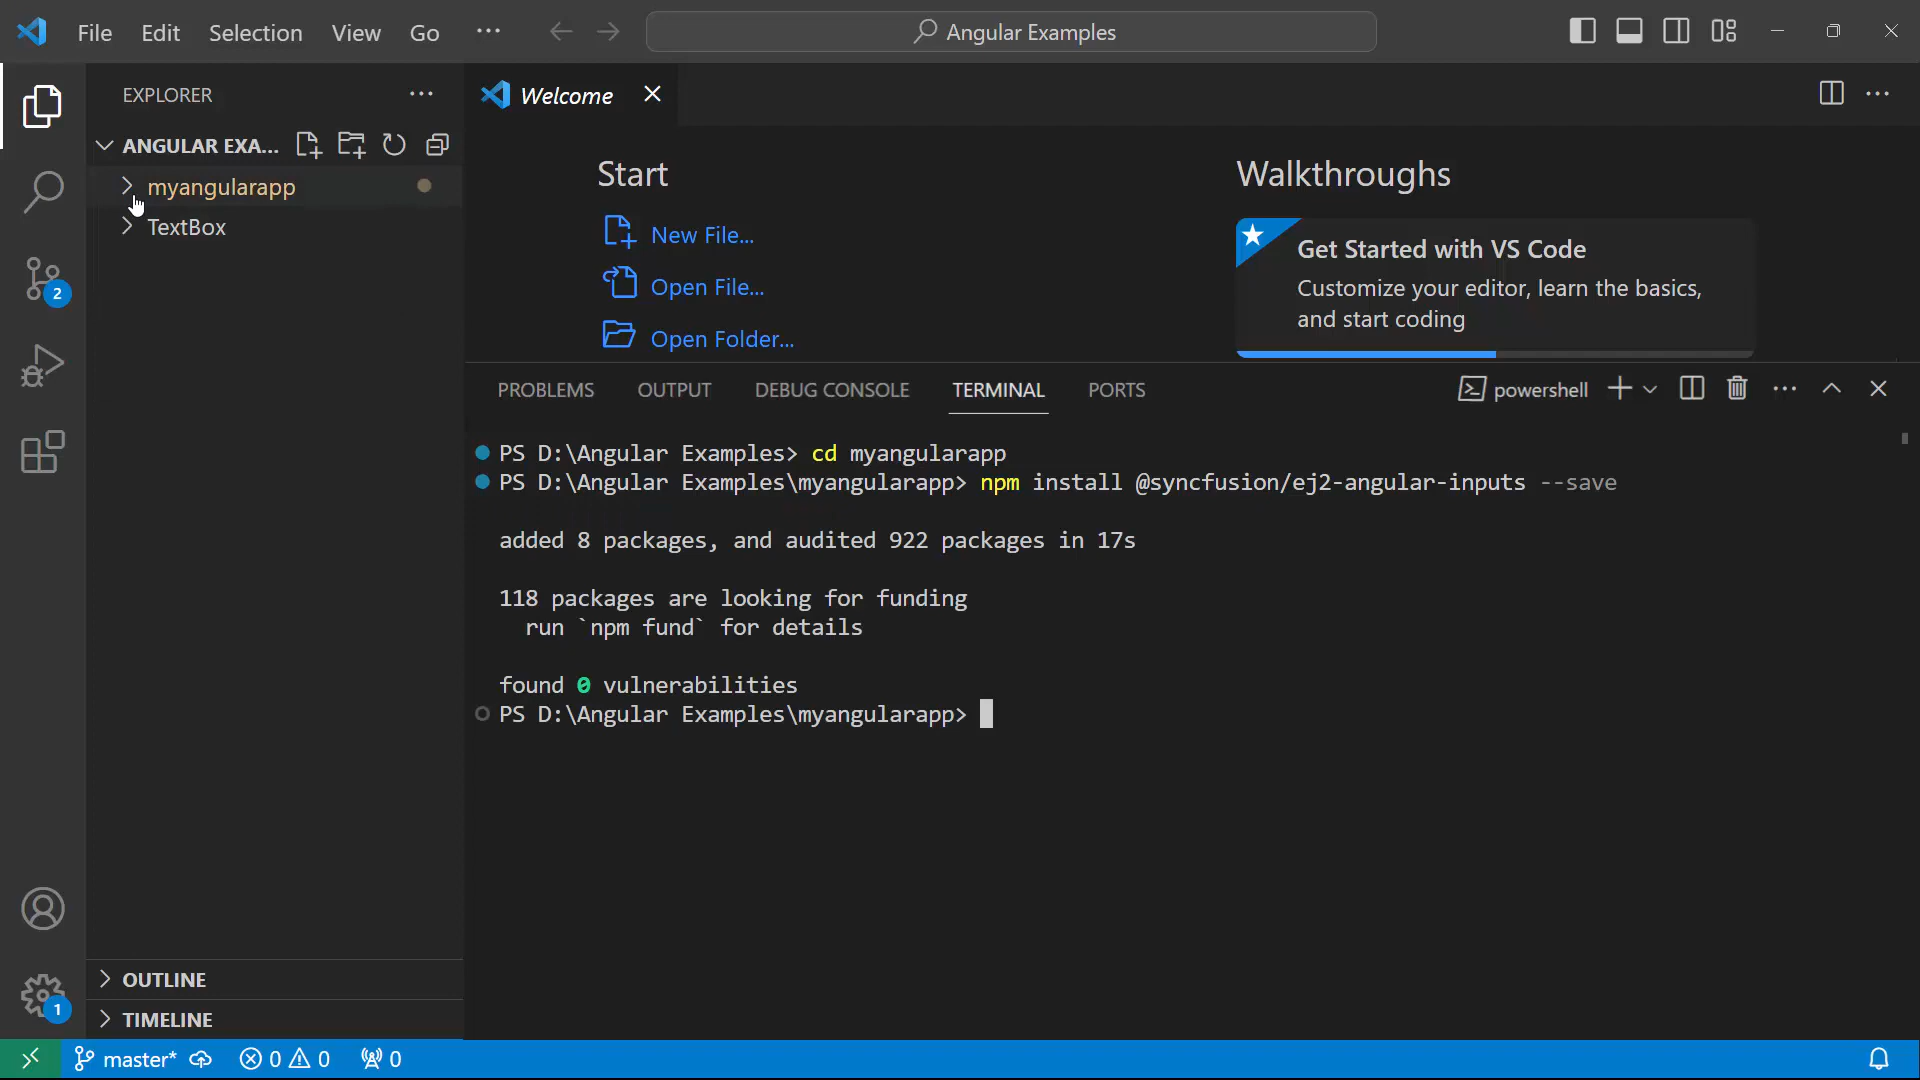 File Edit Selection View Go ··· Angular Examples
EXPLORER ···
Welcome
ANGULAR EXA...
myangularapp
TextBox
2
Start
New File...
Open File...
Open Folder...
Walkthroughs
Get Started with VS Code
Customize your editor, learn the basics,
and start coding
PROBLEMS OUTPUT DEBUG CONSOLE TERMINAL PORTS powershell
PS D:\Angular Examples> cd myangularapp
PS D:\Angular Examples\myangularapp> npm install @syncfusion/ej2-angular-inputs --save
added 8 packages, and audited 922 packages in 17s
118 packages are looking for funding
run `npm fund` for details
found 0 vulnerabilities
PS D:\Angular Examples\myangularapp>
OUTLINE
1
TIMELINE
master* 0 0 0